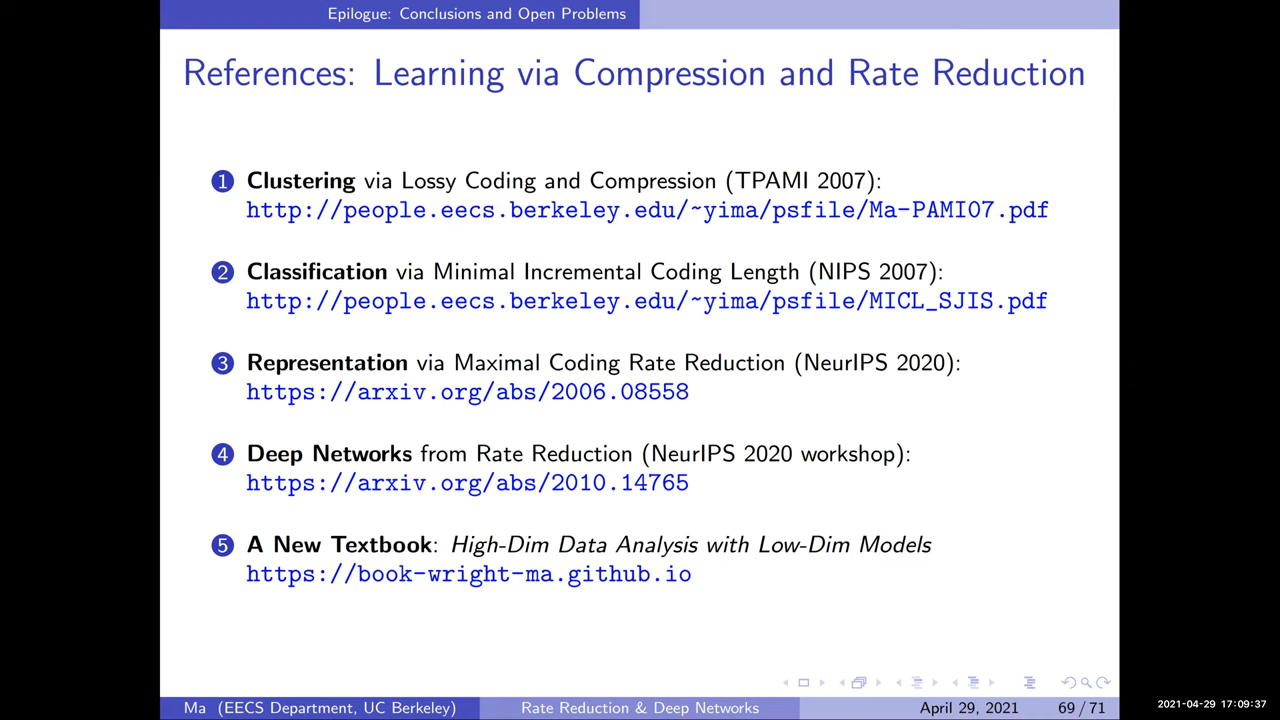 Epilogue: Conclusions and Open Problems
References: Learning via Compression and Rate Reduction
1 Clustering via Lossy Coding and Compression (TPAMI 2007):
http://people.eecs.berkeley.edu/~yima/psfile/Ma-PAMI07.pdf
2 Classification via Minimal Incremental Coding Length (NIPS 2007):
http://people.eecs.berkeley.edu/~yima/psfile/MICL_SJIS.pdf
3 Representation via Maximal Coding Rate Reduction (NeurIPS 2020):
https://arxiv.org/abs/2006.08558
4 Deep Networks from Rate Reduction (NeurIPS 2020 workshop):
https://arxiv.org/abs/2010.14765
5 A New Textbook: High-Dim Data Analysis with Low-Dim Models
https://book-wright-ma.github.io
Ma (EECS Department, UC Berkeley) Rate Reduction & Deep Networks April 29, 2021 69 / 71
2021-04-29 17:09:37